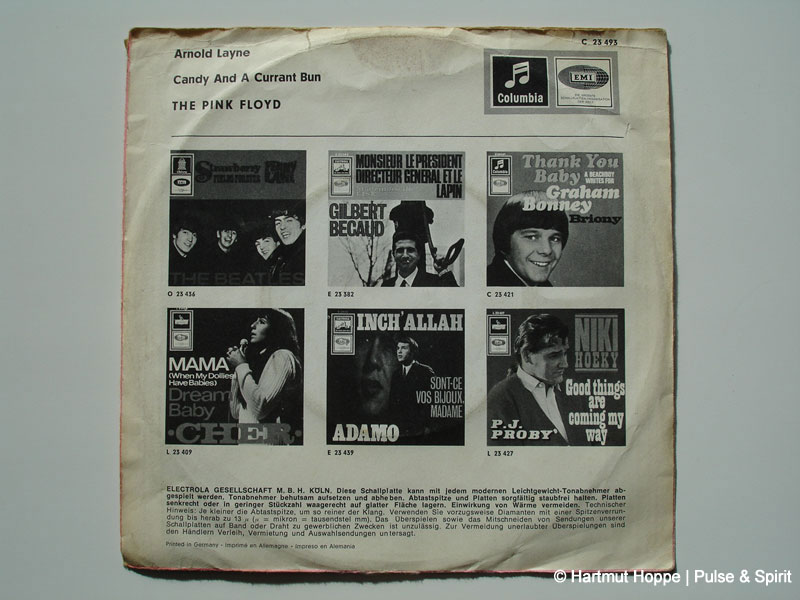 Arnold Layne
Candy And A Currant Bun
THE PINK FLOYD
C 23 493
Columbia
EMI
Strawberry
FIELDS FOREVER
PENNY LANE
THE BEATLES
O 23 436
MONSIEUR LE PRESIDENT
DIRECTEUR GENERAL ET LE
LAPIN
GILBERT
BECAUD
E 23 382
Thank You
Baby
A BEACHBOY
WRITES FOR
Graham
Bonney
Briony
C 23 421
MAMA
(When My Dollies
Have Babies)
Dream
Baby
·CHER·
L 23 409
INCH'ALLAH
SONT-CE
VOS BIJOUX,
MADAME
ADAMO
E 23 439
NIKI
HOEKY
Good things
are
coming my
way
P.J.
PROBY
L 23 427
ELECTROLA GESELLSCHAFT M. B. H. KÖLN. Diese Schallplatte kann mit jedem modernen Leichtgewicht-Tonabnehmer ab-
gespielt werden. Tonabnehmer behutsam aufsetzen und abheben. Abtastspitze und Platten sorgfältig staubfrei halten. Platten
senkrecht oder in geringer Stückzahl waagerecht auf glatter Fläche lagern. Einwirkung von Wärme vermeiden. Technischer
Hinweis: Je kleiner die Abtastspitze, um so reiner der Klang. Verwenden Sie vorzugsweise Diamanten mit einer Spitzenverrun-
dung bis herab zu 13 µ (µ = mikron = tausendstel mm). Das Überspielen sowie das Mitschneiden von Sendungen unserer
Schallplatten auf Band oder Draht zu gewerblichen Zwecken ist unzulässig. Zur Vermeidung unerlaubter Überspielungen sind
den Händlern Verleih, Vermietung und Auswahlsendungen untersagt.
Printed in Germany - Imprimé en Allemagne - Impreso en Alemania
© Hartmut Hoppe | Pulse & Spirit